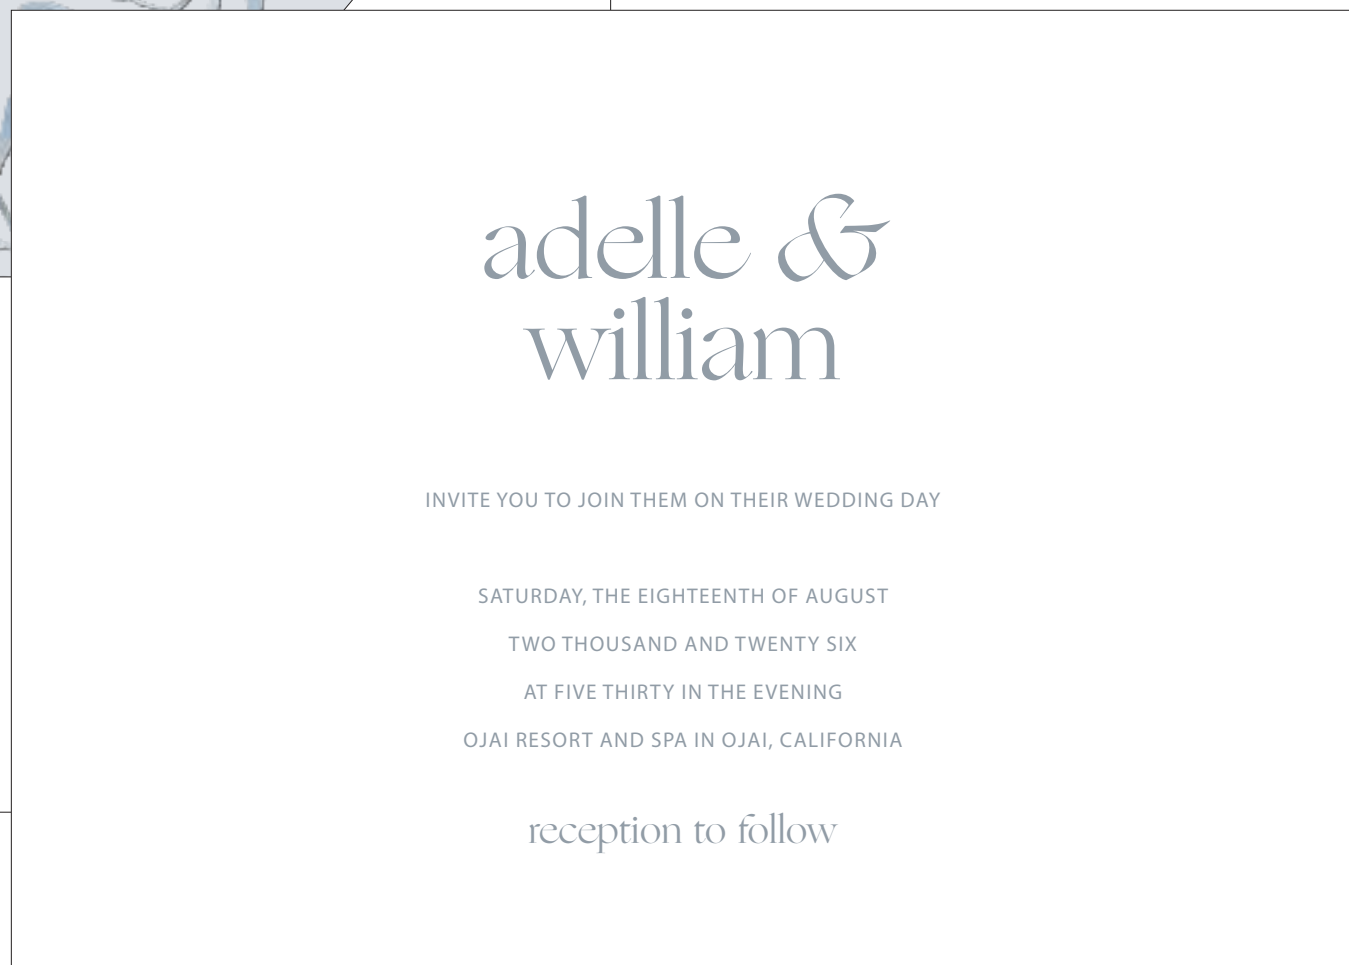 adelle &
william
INVITE YOU TO JOIN THEM ON THEIR WEDDING DAY
SATURDAY, THE EIGHTEENTH OF AUGUST
TWO THOUSAND AND TWENTY SIX
AT FIVE THIRTY IN THE EVENING
OJAI RESORT AND SPA IN OJAI, CALIFORNIA
reception to follow